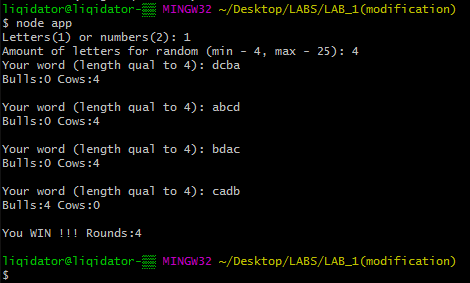 liqidator@liqidator-▒▒ MINGW32 ~/Desktop/LABS/LAB_1(modification)
$ node app
Letters(1) or numbers(2): 1
Amount of letters for random (min - 4, max - 25): 4
Your word (length qual to 4): dcba
Bulls:0 Cows:4
Your word (length qual to 4): abcd
Bulls:0 Cows:4
Your word (length qual to 4): bdac
Bulls:0 Cows:4
Your word (length qual to 4): cadb
Bulls:4 Cows:0
You WIN !!! Rounds:4
liqidator@liqidator-▒▒ MINGW32 ~/Desktop/LABS/LAB_1(modification)
$